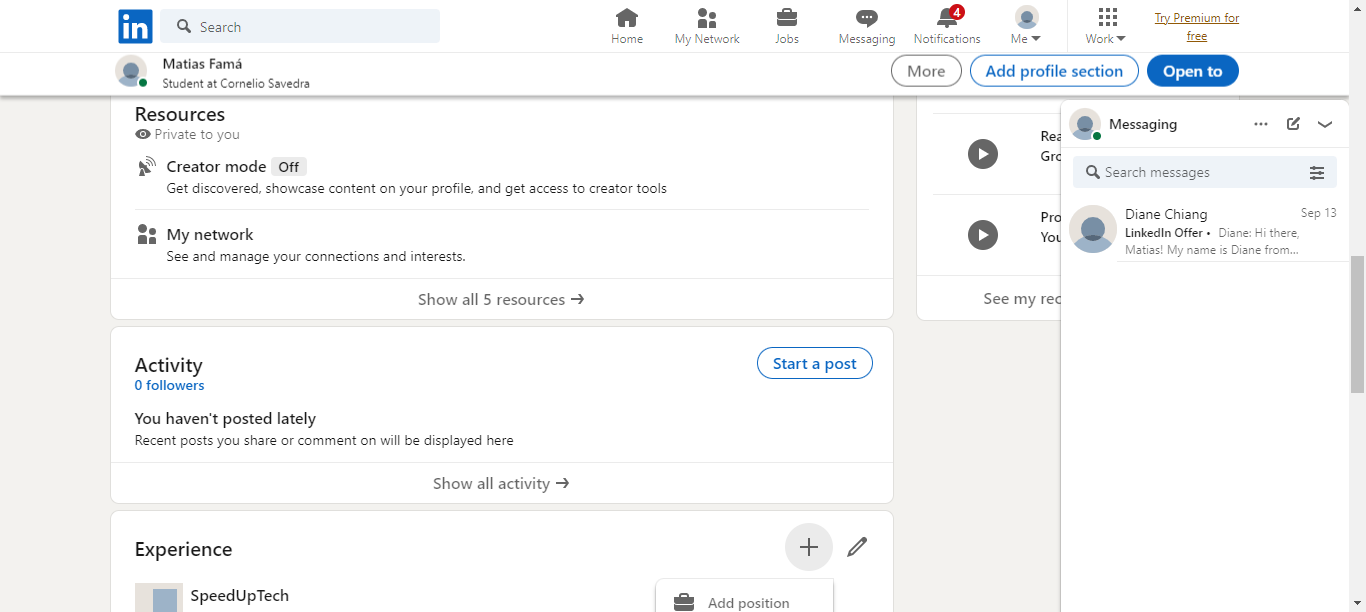 in
Search
Home
My Network
Jobs
Messaging
4
Notifications
Me
Work
Try Premium for
free
Matias Famá
Student at Cornelio Savedra
More
Add profile section
Open to
Resources
Private to you
Creator mode Off
Get discovered, showcase content on your profile, and get access to creator tools
My network
See and manage your connections and interests.
Show all 5 resources →
Activity
0 followers
Start a post
You haven't posted lately
Recent posts you share or comment on will be displayed here
Show all activity →
Experience
SpeedUpTech
Add position
See my
Messaging
Search messages
Diane Chiang
Sep 13
LinkedIn Offer • Diane: Hi there,
Matias! My name is Diane from...